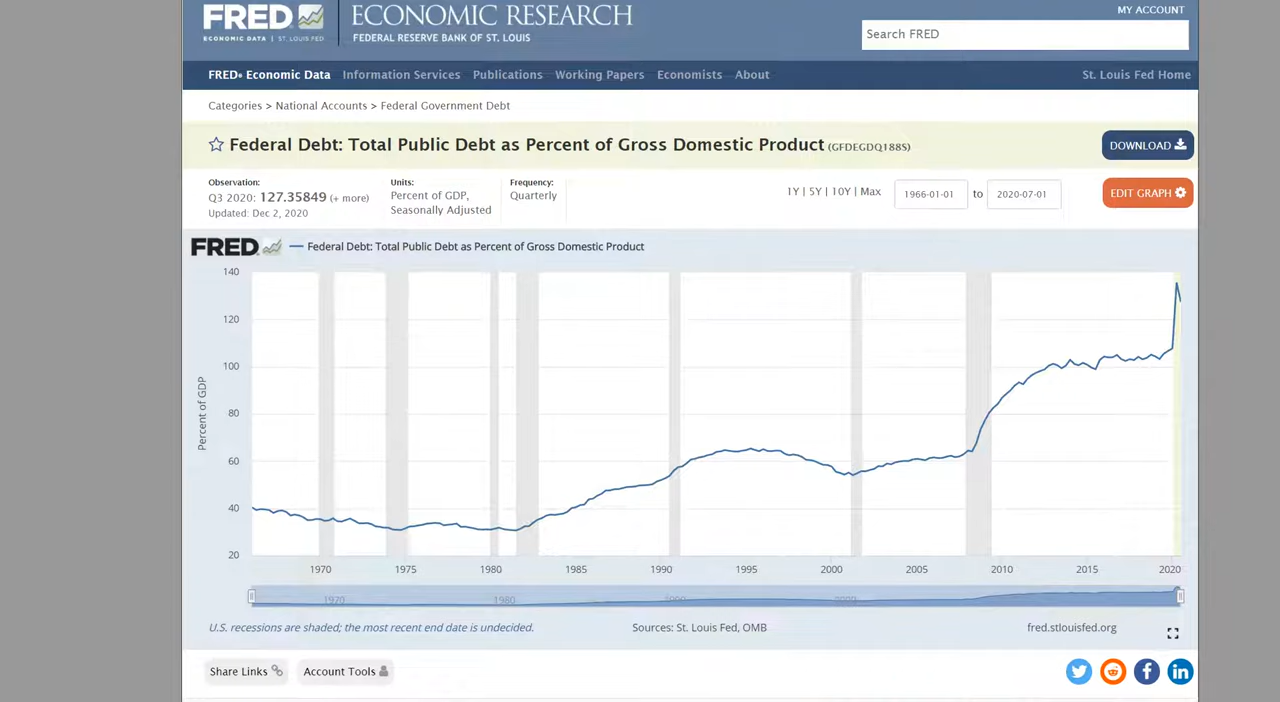 FRED
ECONOMIC DATA | ST. LOUIS FED
ECONOMIC RESEARCH
FEDERAL RESERVE BANK OF ST. LOUIS
MY ACCOUNT
Search FRED
FRED® Economic Data Information Services Publications Working Papers Economists About St. Louis Fed Home
Categories > National Accounts > Federal Government Debt
Federal Debt: Total Public Debt as Percent of Gross Domestic Product (GFDEGDQ188S)
DOWNLOAD
Observation:
Q3 2020: 127.35849 (+ more)
Updated: Dec 2, 2020
Units:
Percent of GDP,
Seasonally Adjusted
Frequency:
Quarterly
1Y | 5Y | 10Y | Max
1966-01-01 to 2020-07-01
EDIT GRAPH
FRED
Federal Debt: Total Public Debt as Percent of Gross Domestic Product
Percent of GDP
140
120
100
80
60
40
20
1970 1975 1980 1985 1990 1995 2000 2005 2010 2015 2020
1970 1980 1990 2000
U.S. recessions are shaded; the most recent end date is undecided.
Sources: St. Louis Fed, OMB
fred.stlouisfed.org
Share Links
Account Tools